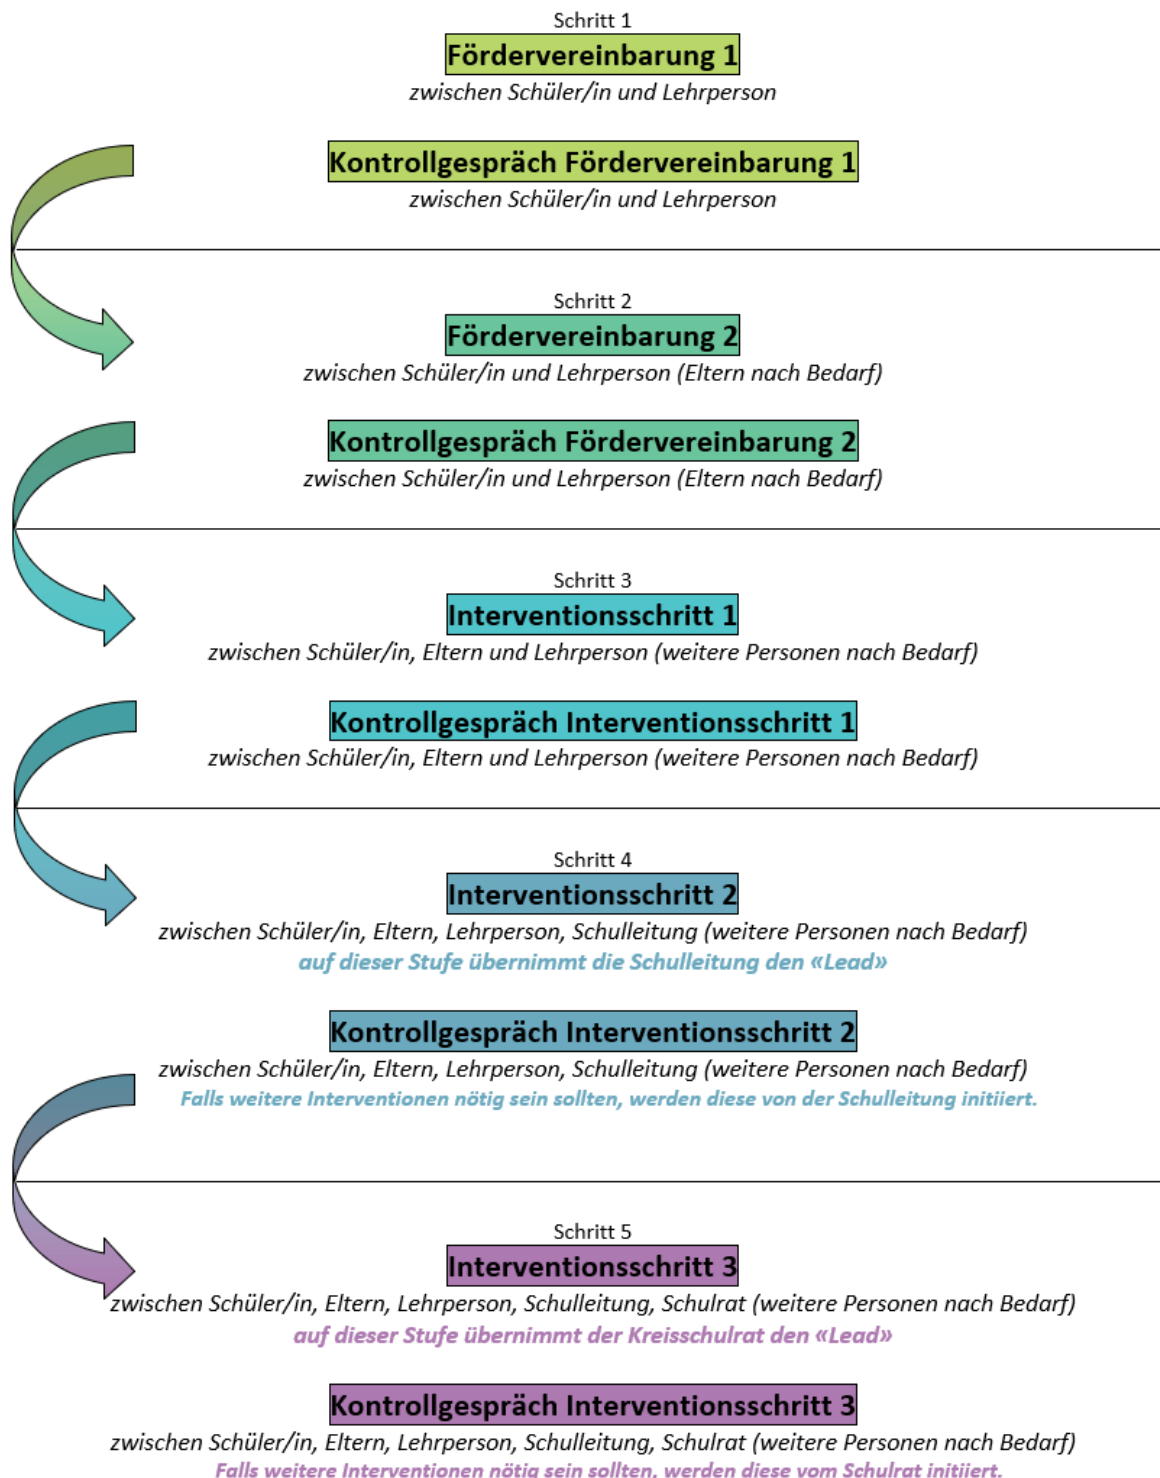 Schritt 1
Fördervereinbarung 1
zwischen Schüler/in und Lehrperson
Kontrollgespräch Fördervereinbarung 1
zwischen Schüler/in und Lehrperson
Schritt 2
Fördervereinbarung 2
zwischen Schüler/in und Lehrperson (Eltern nach Bedarf)
Kontrollgespräch Fördervereinbarung 2
zwischen Schüler/in und Lehrperson (Eltern nach Bedarf)
Schritt 3
Interventionsschritt 1
zwischen Schüler/in, Eltern und Lehrperson (weitere Personen nach Bedarf)
Kontrollgespräch Interventionsschritt 1
zwischen Schüler/in, Eltern und Lehrperson (weitere Personen nach Bedarf)
Schritt 4
Interventionsschritt 2
zwischen Schüler/in, Eltern, Lehrperson, Schulleitung (weitere Personen nach Bedarf)
auf dieser Stufe übernimmt die Schulleitung den «Lead»
Kontrollgespräch Interventionsschritt 2
zwischen Schüler/in, Eltern, Lehrperson, Schulleitung (weitere Personen nach Bedarf)
Falls weitere Interventionen nötig sein sollten, werden diese von der Schulleitung initiiert.
Schritt 5
Interventionsschritt 3
zwischen Schüler/in, Eltern, Lehrperson, Schulleitung, Schulrat (weitere Personen nach Bedarf)
auf dieser Stufe übernimmt der Kreisschulrat den «Lead»
Kontrollgespräch Interventionsschritt 3
zwischen Schüler/in, Eltern, Lehrperson, Schulleitung, Schulrat (weitere Personen nach Bedarf)
Falls weitere Interventionen nötig sein sollten, werden diese vom Schulrat initiiert.